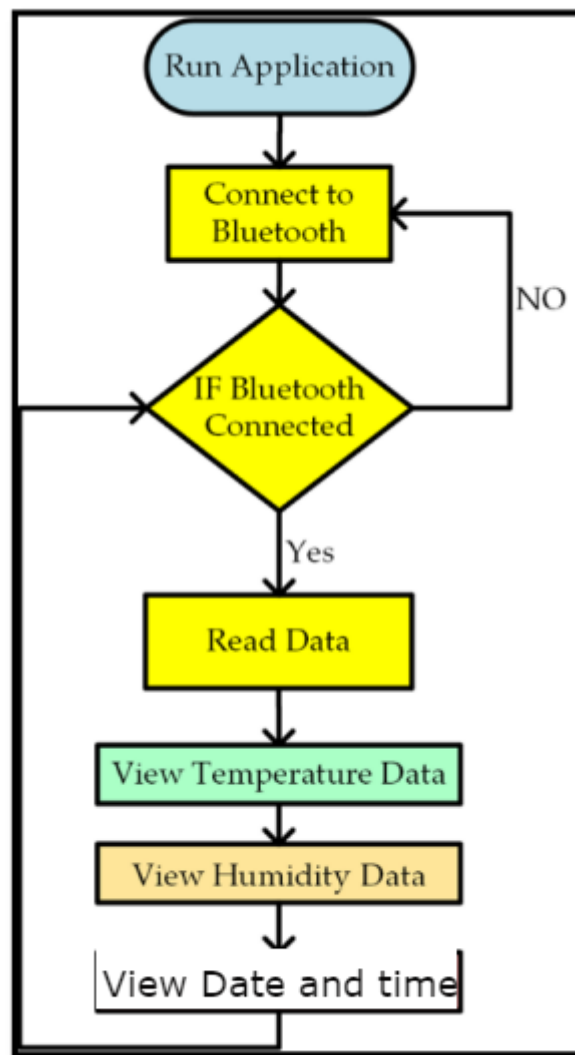 Run Application
Connect to
Bluetooth
NO
IF Bluetooth
Connected
Yes
Read Data
View Temperature Data
View Humidity Data
View Date and time